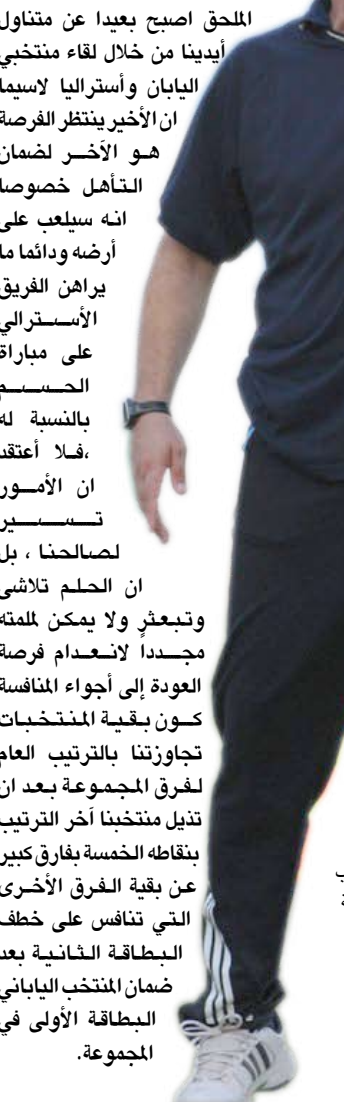 الملحق اصبح بعيدا عن متناول
أيدينا من خلال لقاء منتخبي
اليابان وأستراليا لاسيما
ان الأخير ينتظر الفرصة
هو الآخر لضمان
التأهل خصوصا
انه سيلعب على
أرضه ودائما ما
يراهن الفريق
الأسترالي
على مباراة
الحسم
بالنسبة له
،فلا أعتقد
ان الأمور
تسير
لصالحنا ، بل
ان الحلم تلاشى
وتبعثر ولا يمكن لملمته
مجدداً لانعدام فرصة
العودة إلى أجواء المنافسة
كون بقية المنتخبات
تجاوزتنا بالترتيب العام
لفرق المجموعة بعد ان
تذيل منتخبنا آخر الترتيب
بنقاطه الخمسة بفارق كبير
عن بقية الفرق الأخرى
التي تنافس على خطف
البطاقة الثانية بعد
ضمان المنتخب الياباني
البطاقة الأولى في
المجموعة.